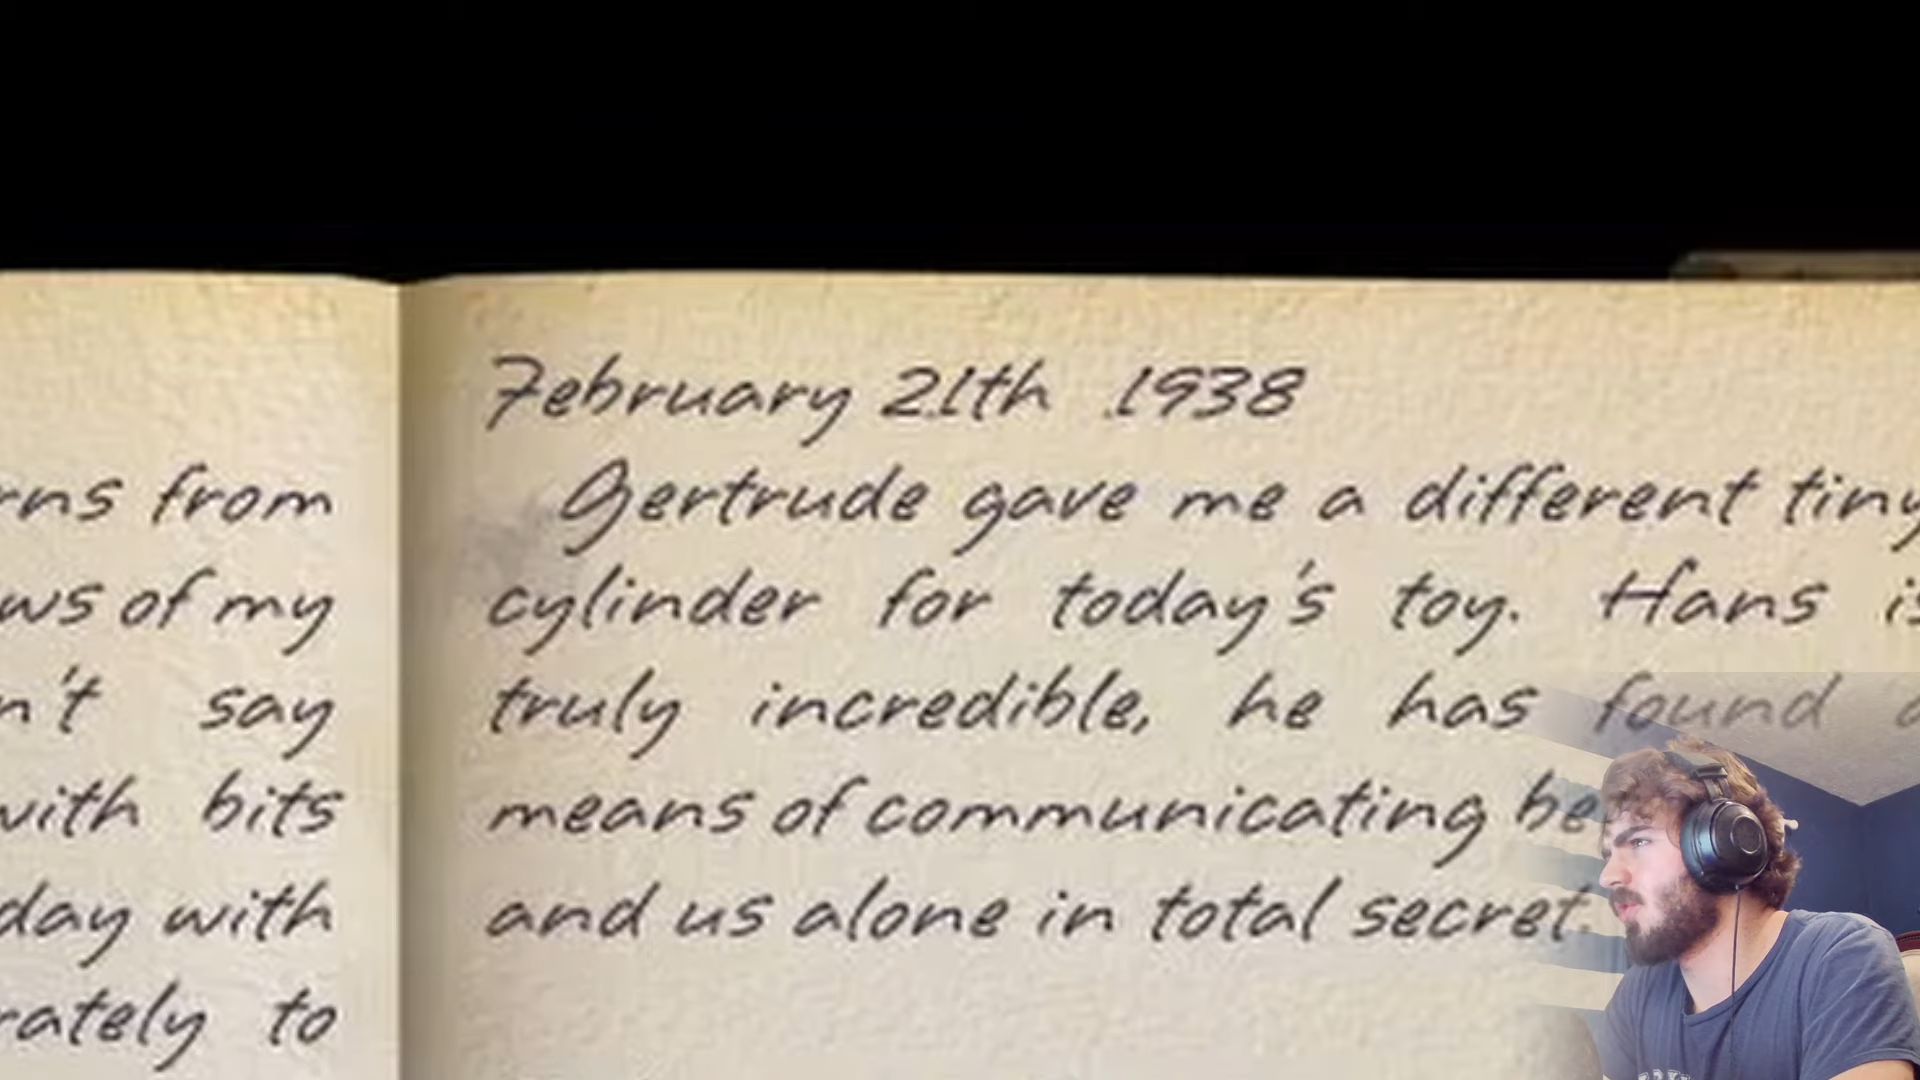 rns from
ws of my
n't say
with bits
day with
rately to
February 21th 1938
Gertrude gave me a different tiny
cylinder for today's toy. Hans is
truly incredible, he has found
means of communicating be
and us alone in total secret.